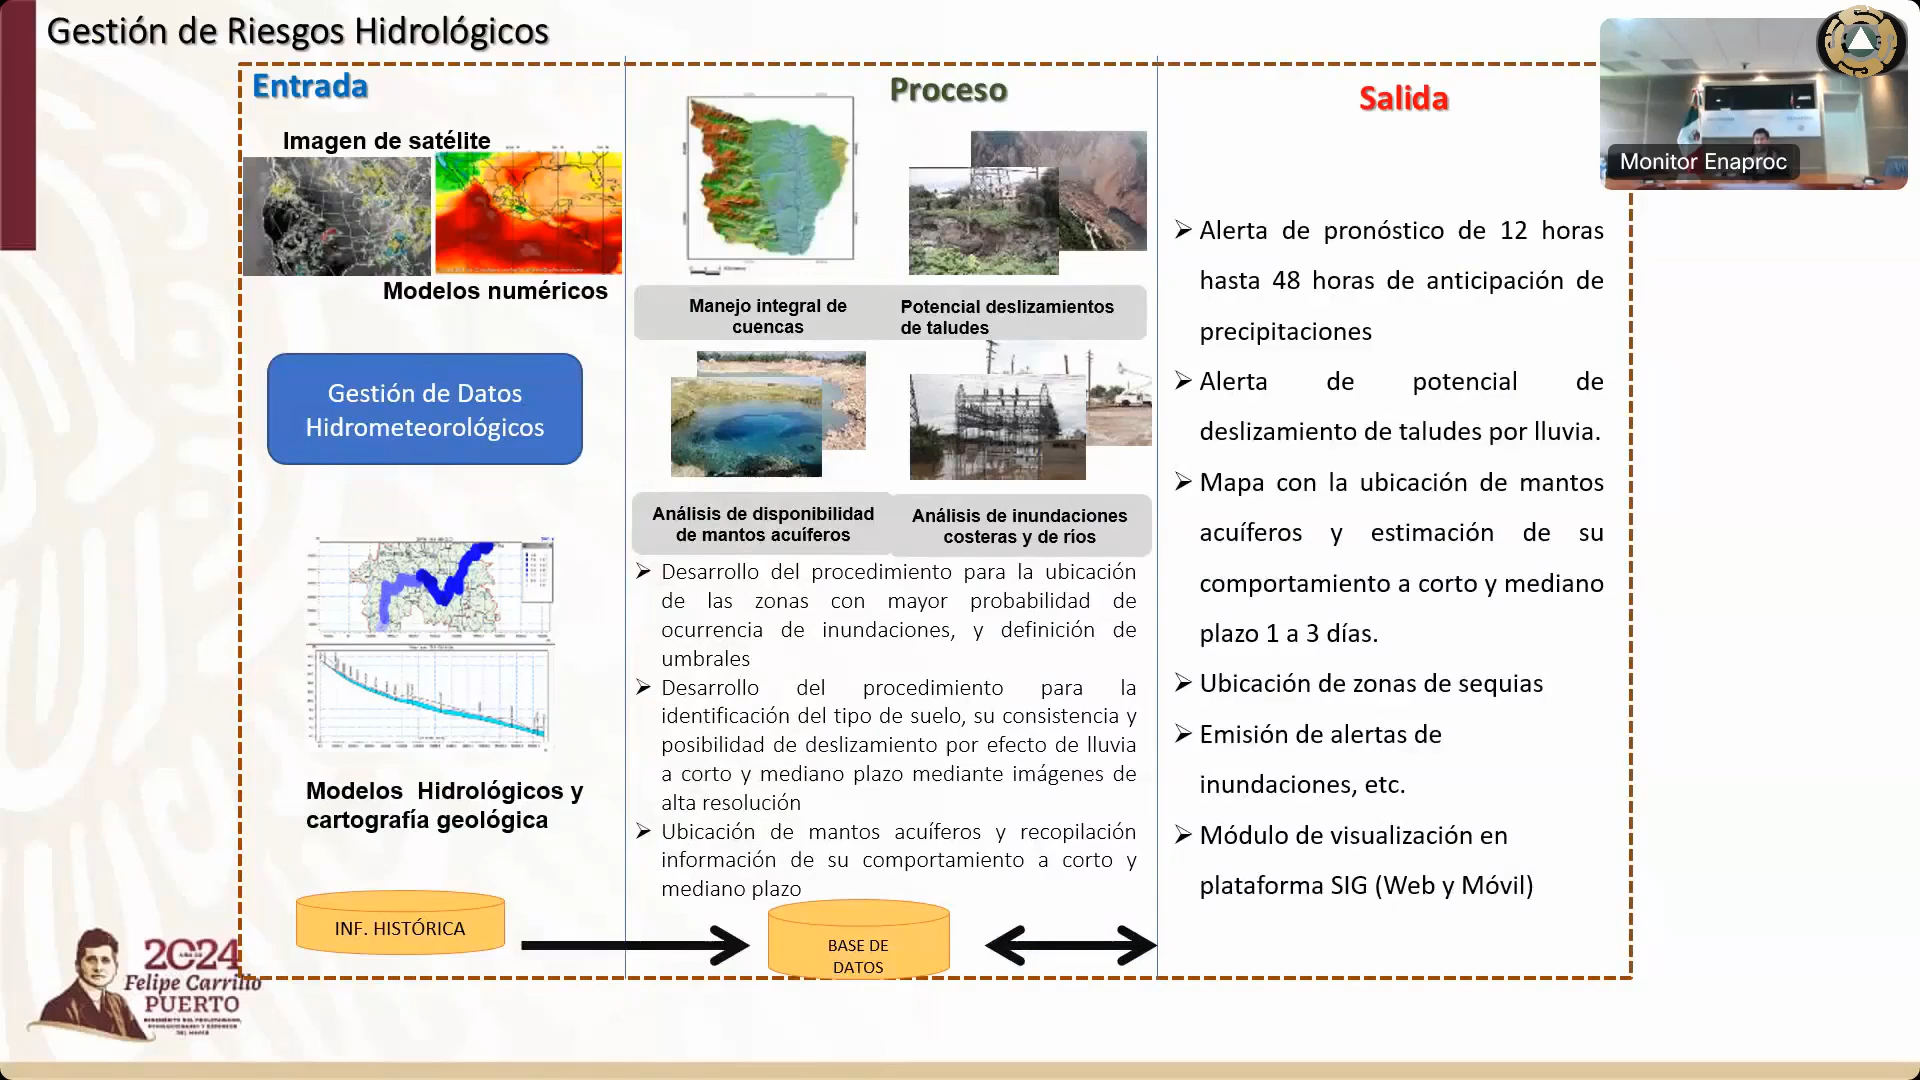 Gestión de Riesgos Hidrológicos
Entrada
Imagen de satélite
Modelos numéricos
Gestión de Datos
Hidrometeorológicos
Modelos Hidrológicos y
cartografía geológica
INF. HISTÓRICA
Proceso
Manejo integral de
cuencas
Potencial deslizamientos
de taludes
Análisis de disponibilidad
de mantos acuíferos
Análisis de inundaciones
costeras y de ríos
➢ Desarrollo del procedimiento para la ubicación
de las zonas con mayor probabilidad de
ocurrencia de inundaciones, y definición de
umbrales
➢ Desarrollo del procedimiento para la
identificación del tipo de suelo, su consistencia y
posibilidad de deslizamiento por efecto de lluvia
a corto y mediano plazo mediante imágenes de
alta resolución
➢ Ubicación de mantos acuíferos y recopilación
información de su comportamiento a corto y
mediano plazo
BASE DE
DATOS
Salida
➢ Alerta de pronóstico de 12 horas
hasta 48 horas de anticipación de
precipitaciones
➢ Alerta de potencial de
deslizamiento de taludes por lluvia.
➢ Mapa con la ubicación de mantos
acuíferos y estimación de su
comportamiento a corto y mediano
plazo 1 a 3 días.
➢ Ubicación de zonas de sequias
➢ Emisión de alertas de
inundaciones, etc.
➢ Módulo de visualización en
plataforma SIG (Web y Móvil)
Monitor Enaproc
2024
Felipe Carrillo
PUERTO